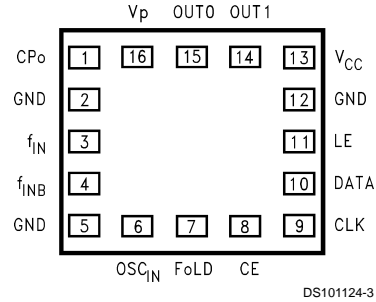 Vp OUT0 OUT1
CPo 1 16 15 14 13 VCC
GND 2 12 GND
fIN 3 11 LE
fINB 4 10 DATA
GND 5 6 7 8 9 CLK
OSCIN FoLD CE
DS101124-3